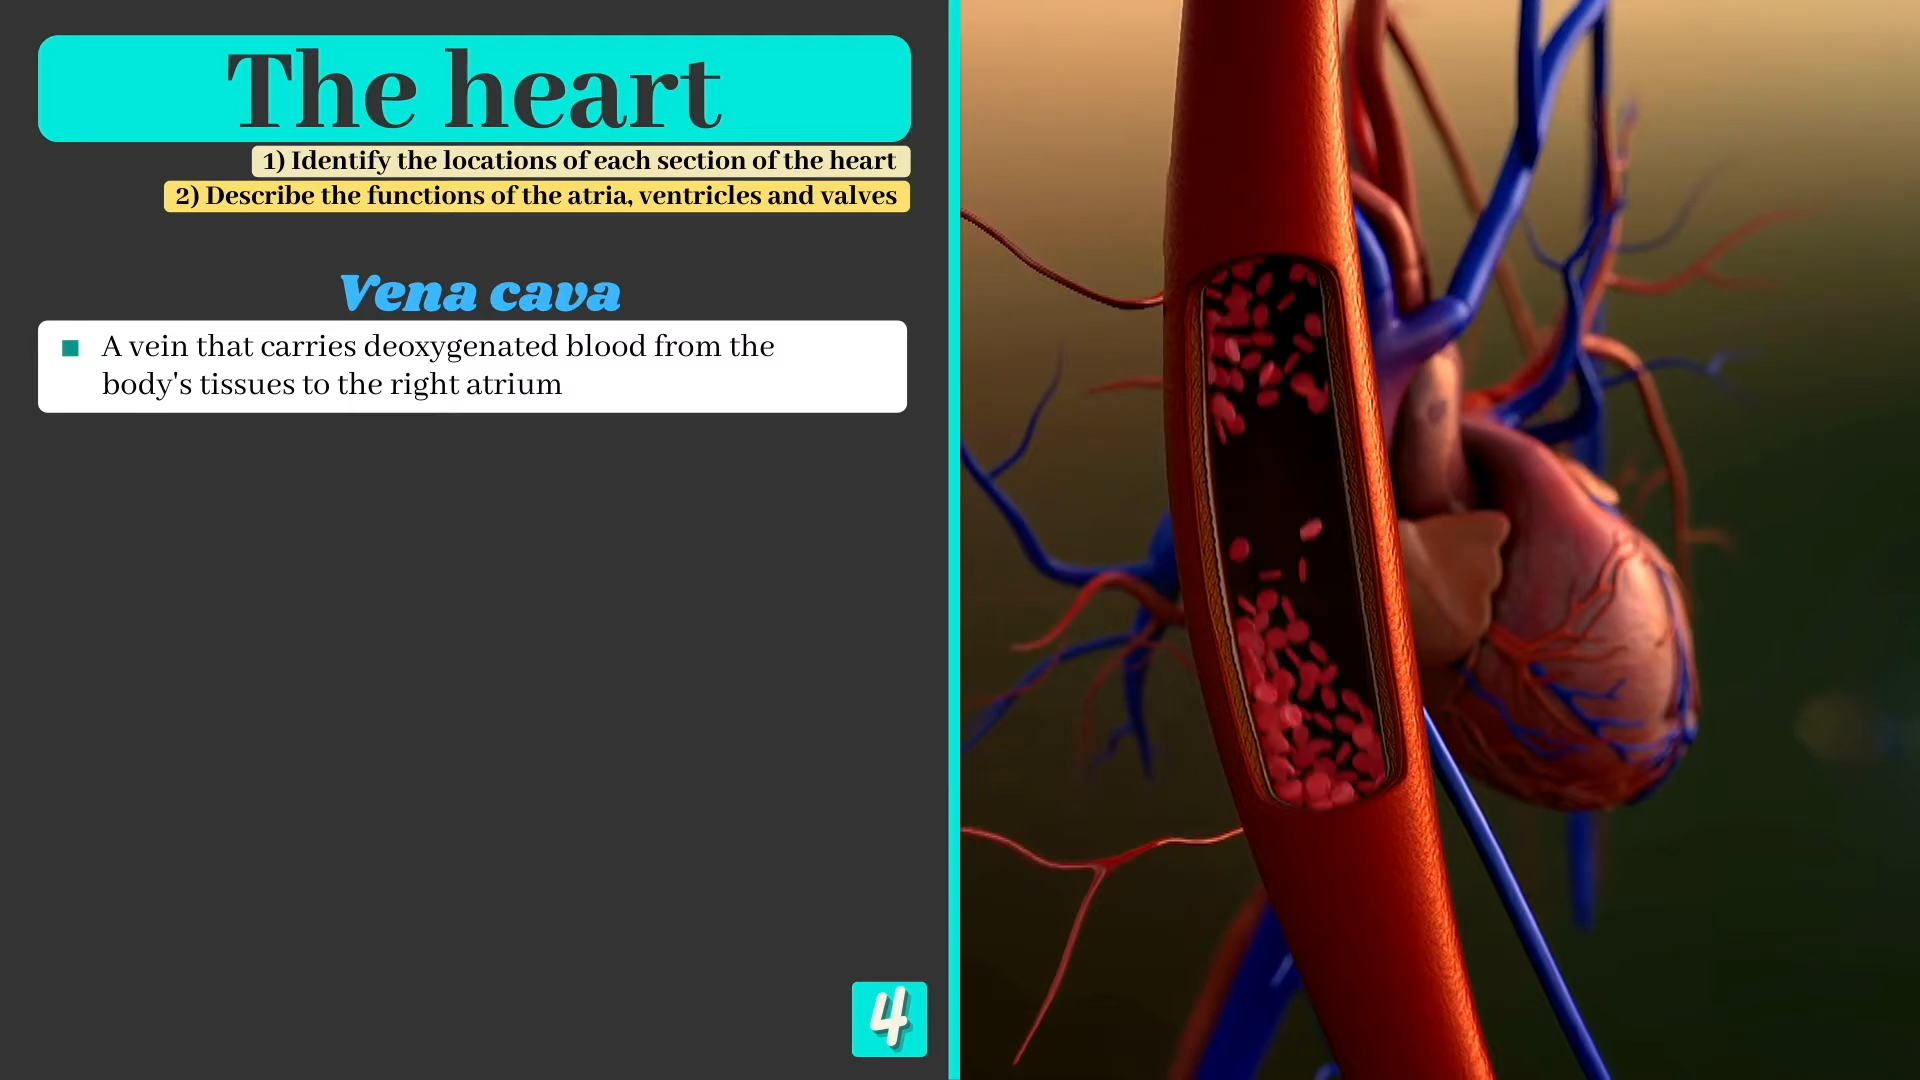 The heart
1) Identify the locations of each section of the heart
2) Describe the functions of the atria, ventricles and valves
Vena cava
A vein that carries deoxygenated blood from the
body's tissues to the right atrium
4